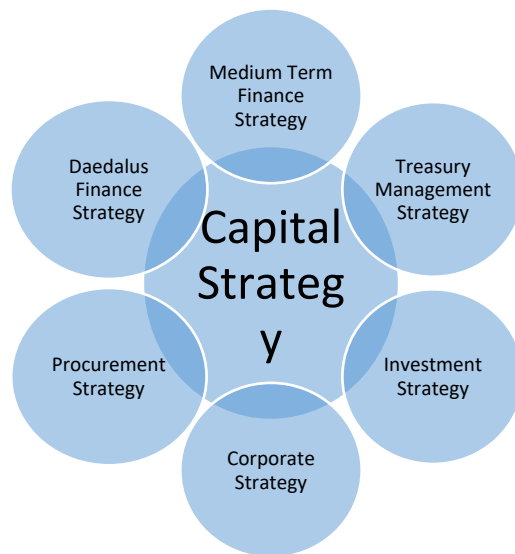 Medium Term
Finance
Strategy
Daedalus
Finance
Strategy
Treasury
Management
Strategy
Capital
Strateg
y
Procurement
Strategy
Investment
Strategy
Corporate
Strategy